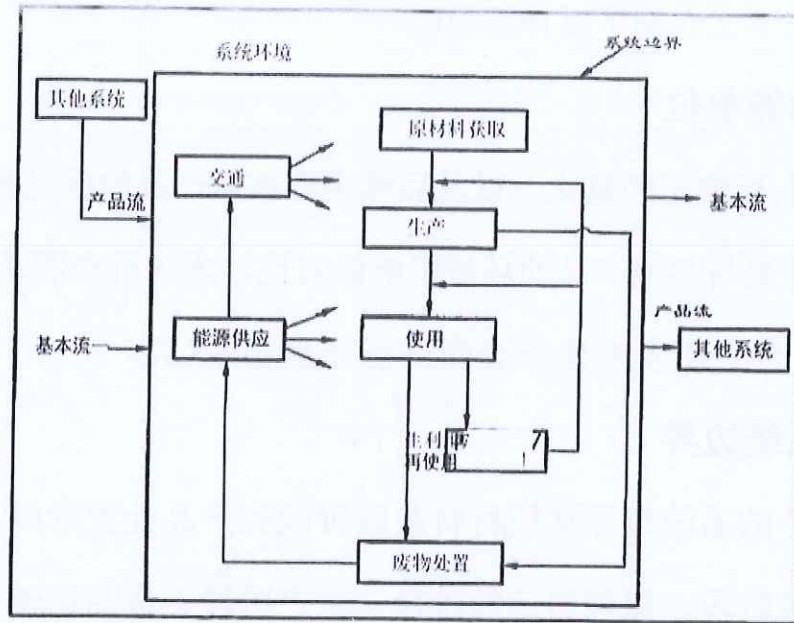 系统环境
系统边界
其他系统
原材料获取
交通
产品流
基本流
生产
产品流
基本流
能源供应
使用
其他系统
再使用
废物处置